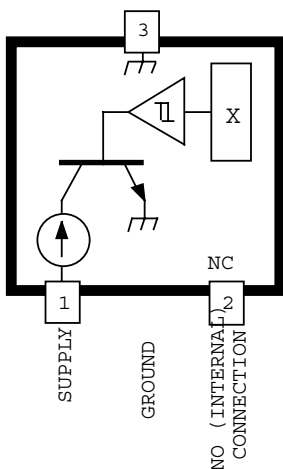 3
X
NC
1
2
SUPPLY
GROUND
NO (INTERNAL)
CONNECTION